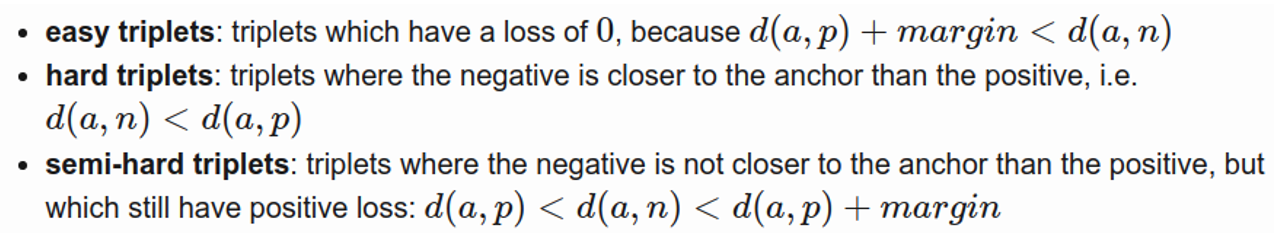 • easy triplets: triplets which have a loss of 0, because d(a, p) + margin < d(a, n)
• hard triplets: triplets where the negative is closer to the anchor than the positive, i.e.
d(a, n) < d(a, p)
• semi-hard triplets: triplets where the negative is not closer to the anchor than the positive, but
which still have positive loss: d(a, p) < d(a, n) < d(a, p) + margin